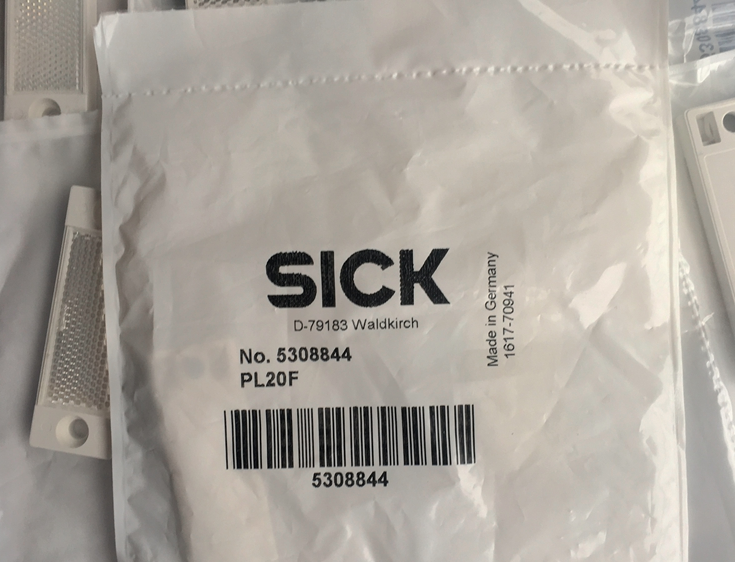 SICK
D-79183 Waldkirch
No. 5308844
PL20F
5308844
Made in Germany
1617-70941